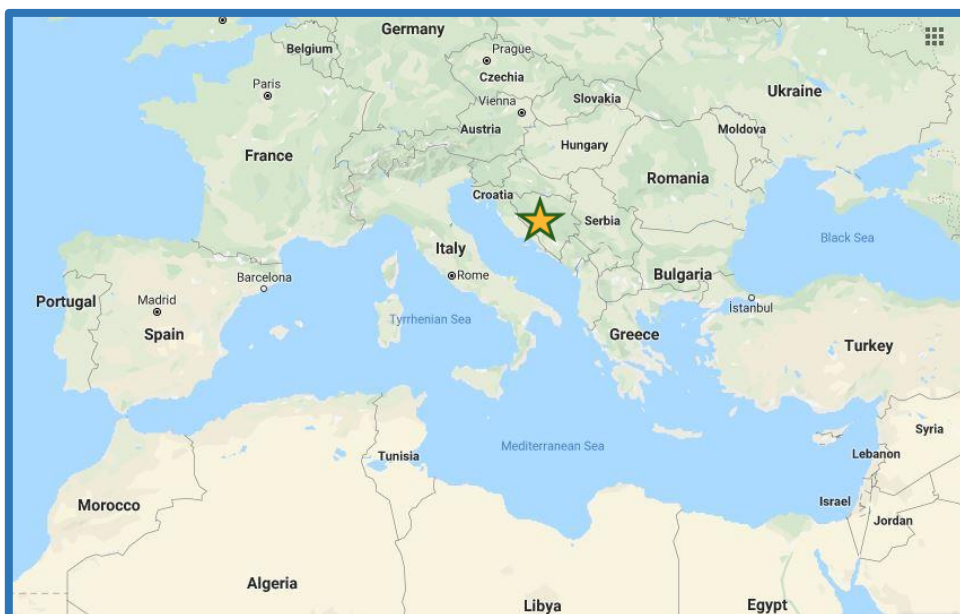 Germany
Belgium
Prague
Czechia
Paris
Ukraine
Slovakia
Vienna
Moldova
Austria
Hungary
France
Romania
Croatia
Serbia
Italy
Black Sea
Rome
Bulgaria
Barcelona
Portugal
Madrid
İstanbul
Tyrrhenian Sea
Spain
Greece
Turkey
Syria
Mediterranean Sea
Lebanon
Tunisia
Israel
Morocco
Jordan
Algeria
Libya
Egypt